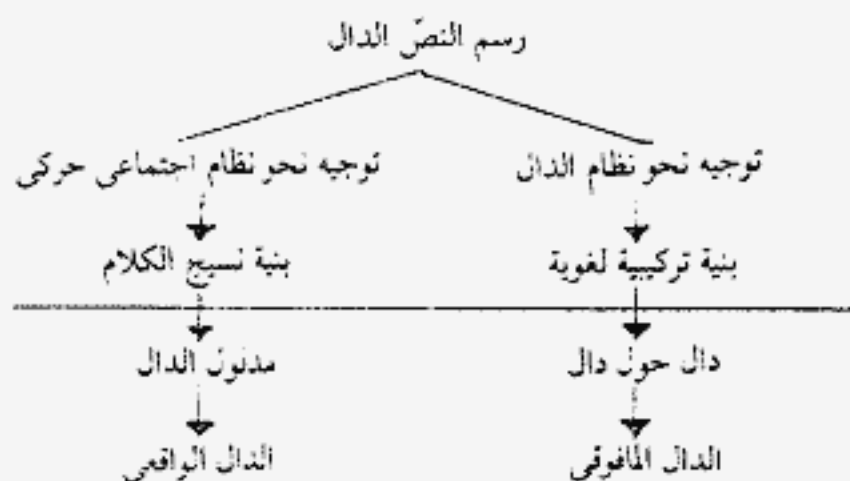 رسم النصّ الدال
توجيه نحو نظام الدال
توجيه نحو نظام اجتماعي حركي
بنية تركيبية لغوية
بنية نسيج الكلام
دال حول دال
مدلول الدال
الدال المافوقي
الدال الواقعي